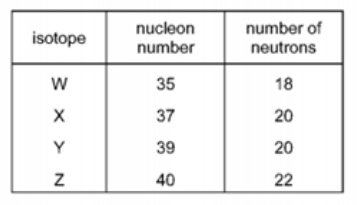 isotope nucleon number number of neutrons
W 35 18
X 37 20
Y 39 20
Z 40 22